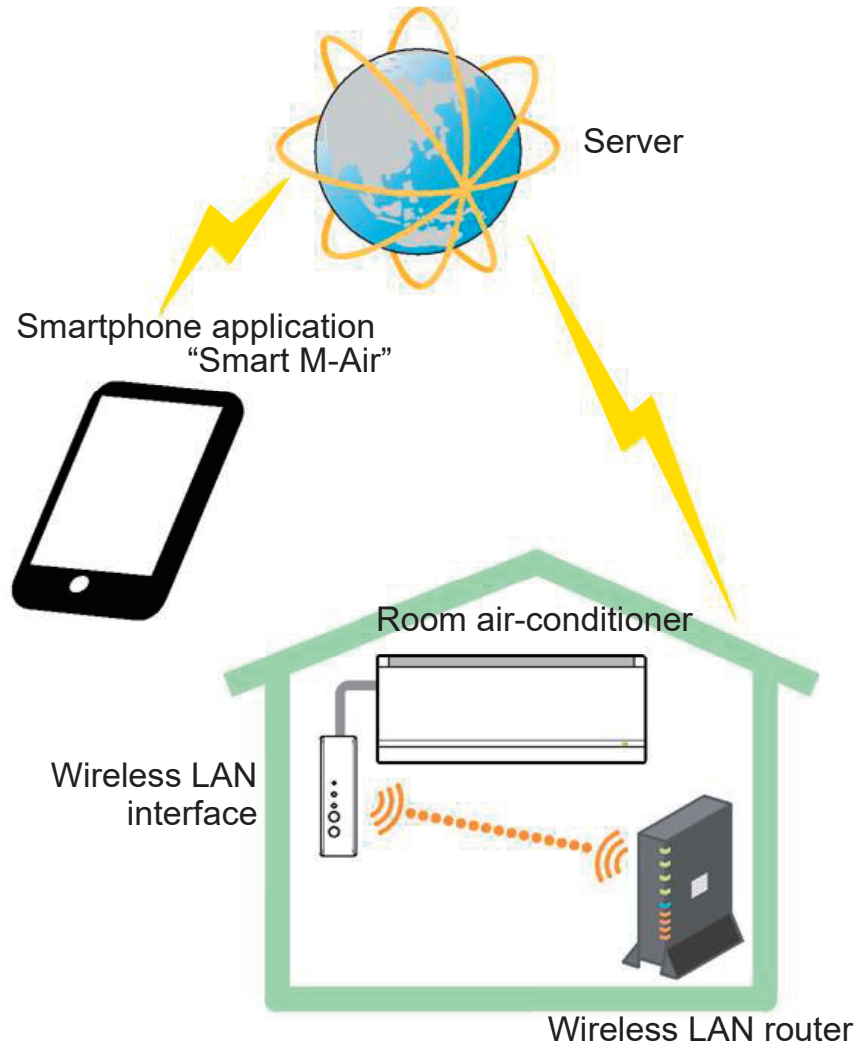 Server
Smartphone application
“Smart M-Air”
Room air-conditioner
Wireless LAN
interface
Wireless LAN router